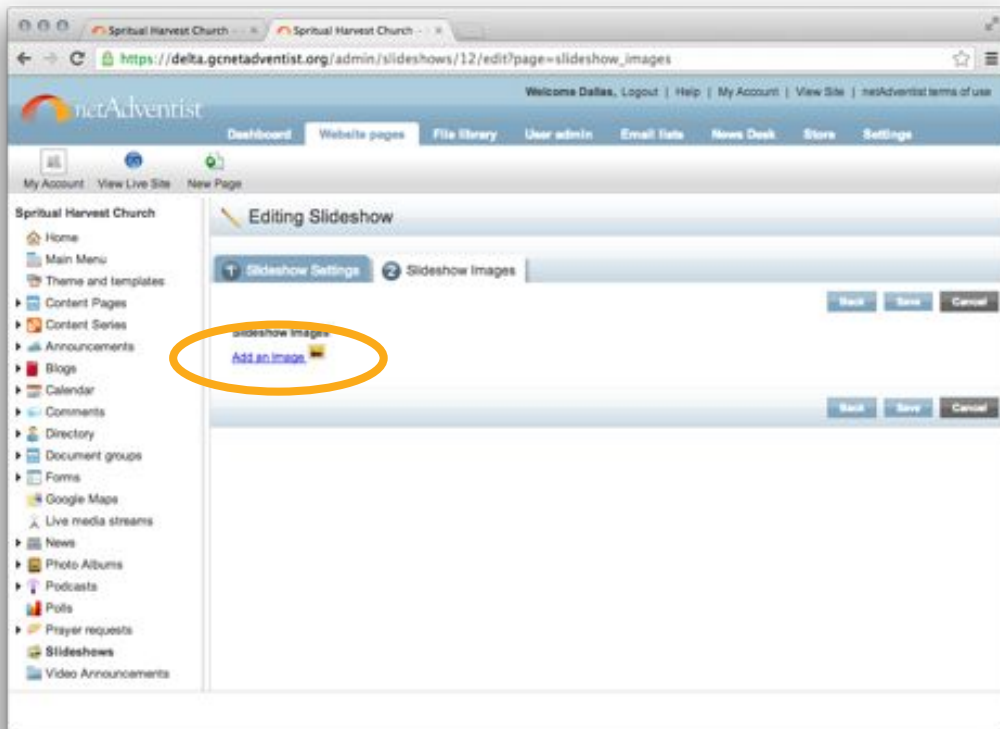 Spritual Harvest Church - Spritual Harvest Church -
https://delta.gcnetadventist.org/admin/slideshows/12/edit?page=slideshow_images
netAdventist
Welcome Dallas, Logout | Help | My Account | View Site | netAdventist terms of use
Dashboard Website pages File library User admin Email lists News Desk Store Settings
My Account View Live Site New Page
Spritual Harvest Church
Home
Main Menu
Theme and templates
Content Pages
Content Series
Announcements
Blogs
Calendar
Comments
Directory
Document groups
Forms
Google Maps
Live media streams
News
Photo Albums
Podcasts
Polls
Prayer requests
Slideshows
Video Announcements
Editing Slideshow
1 Slideshow Settings 2 Slideshow Images
Back Save Cancel
Slideshow Images
Add an Image
Back Save Cancel